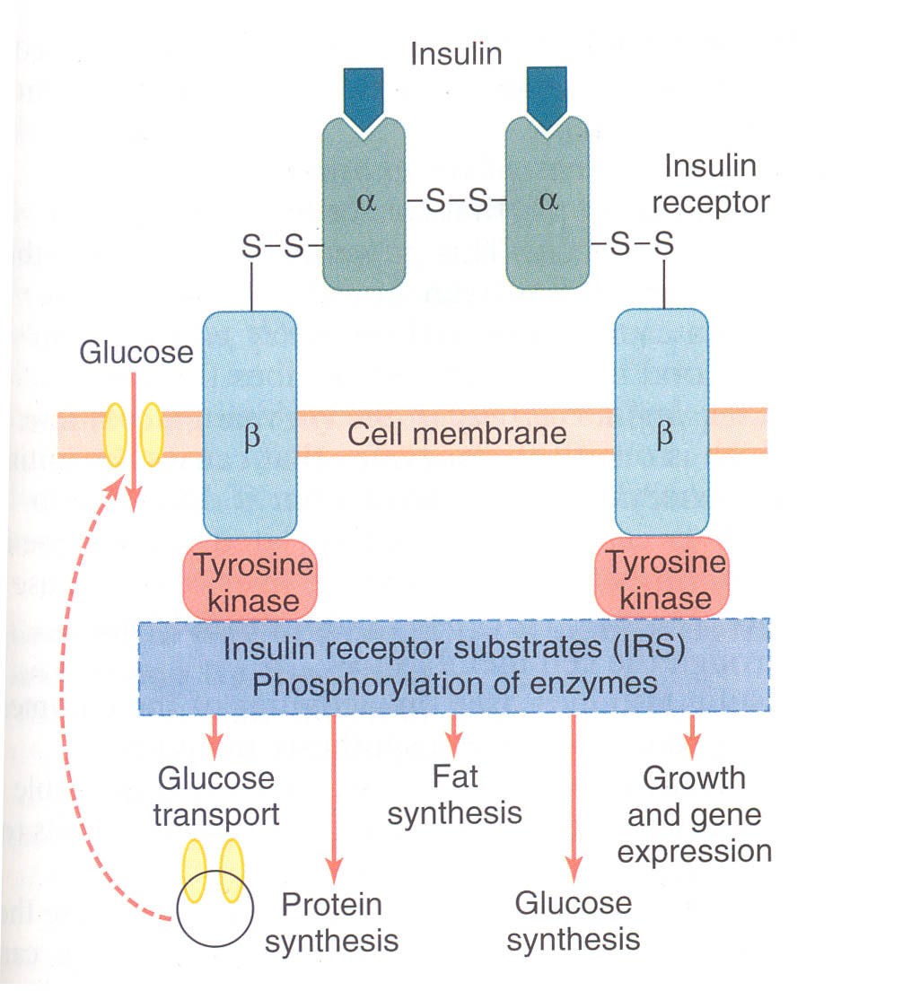 Insulin
Insulin
receptor
α
–S–S–
α
S–S–
–S–S
Glucose
β
Cell membrane
β
Tyrosine
kinase
Tyrosine
kinase
Insulin receptor substrates (IRS)
Phosphorylation of enzymes
Glucose
transport
Fat
synthesis
Growth
and gene
expression
Protein
synthesis
Glucose
synthesis